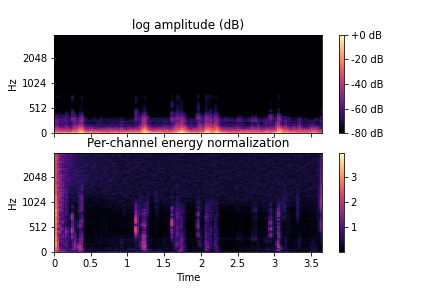 log amplitude (dB)
Hz
2048
1024
512
0
+0 dB
-20 dB
-40 dB
-60 dB
-80 dB
Per-channel energy normalization
Hz
2048
1024
512
0
3
2
1
0 0.5 1 1.5 2 2.5 3 3.5
Time